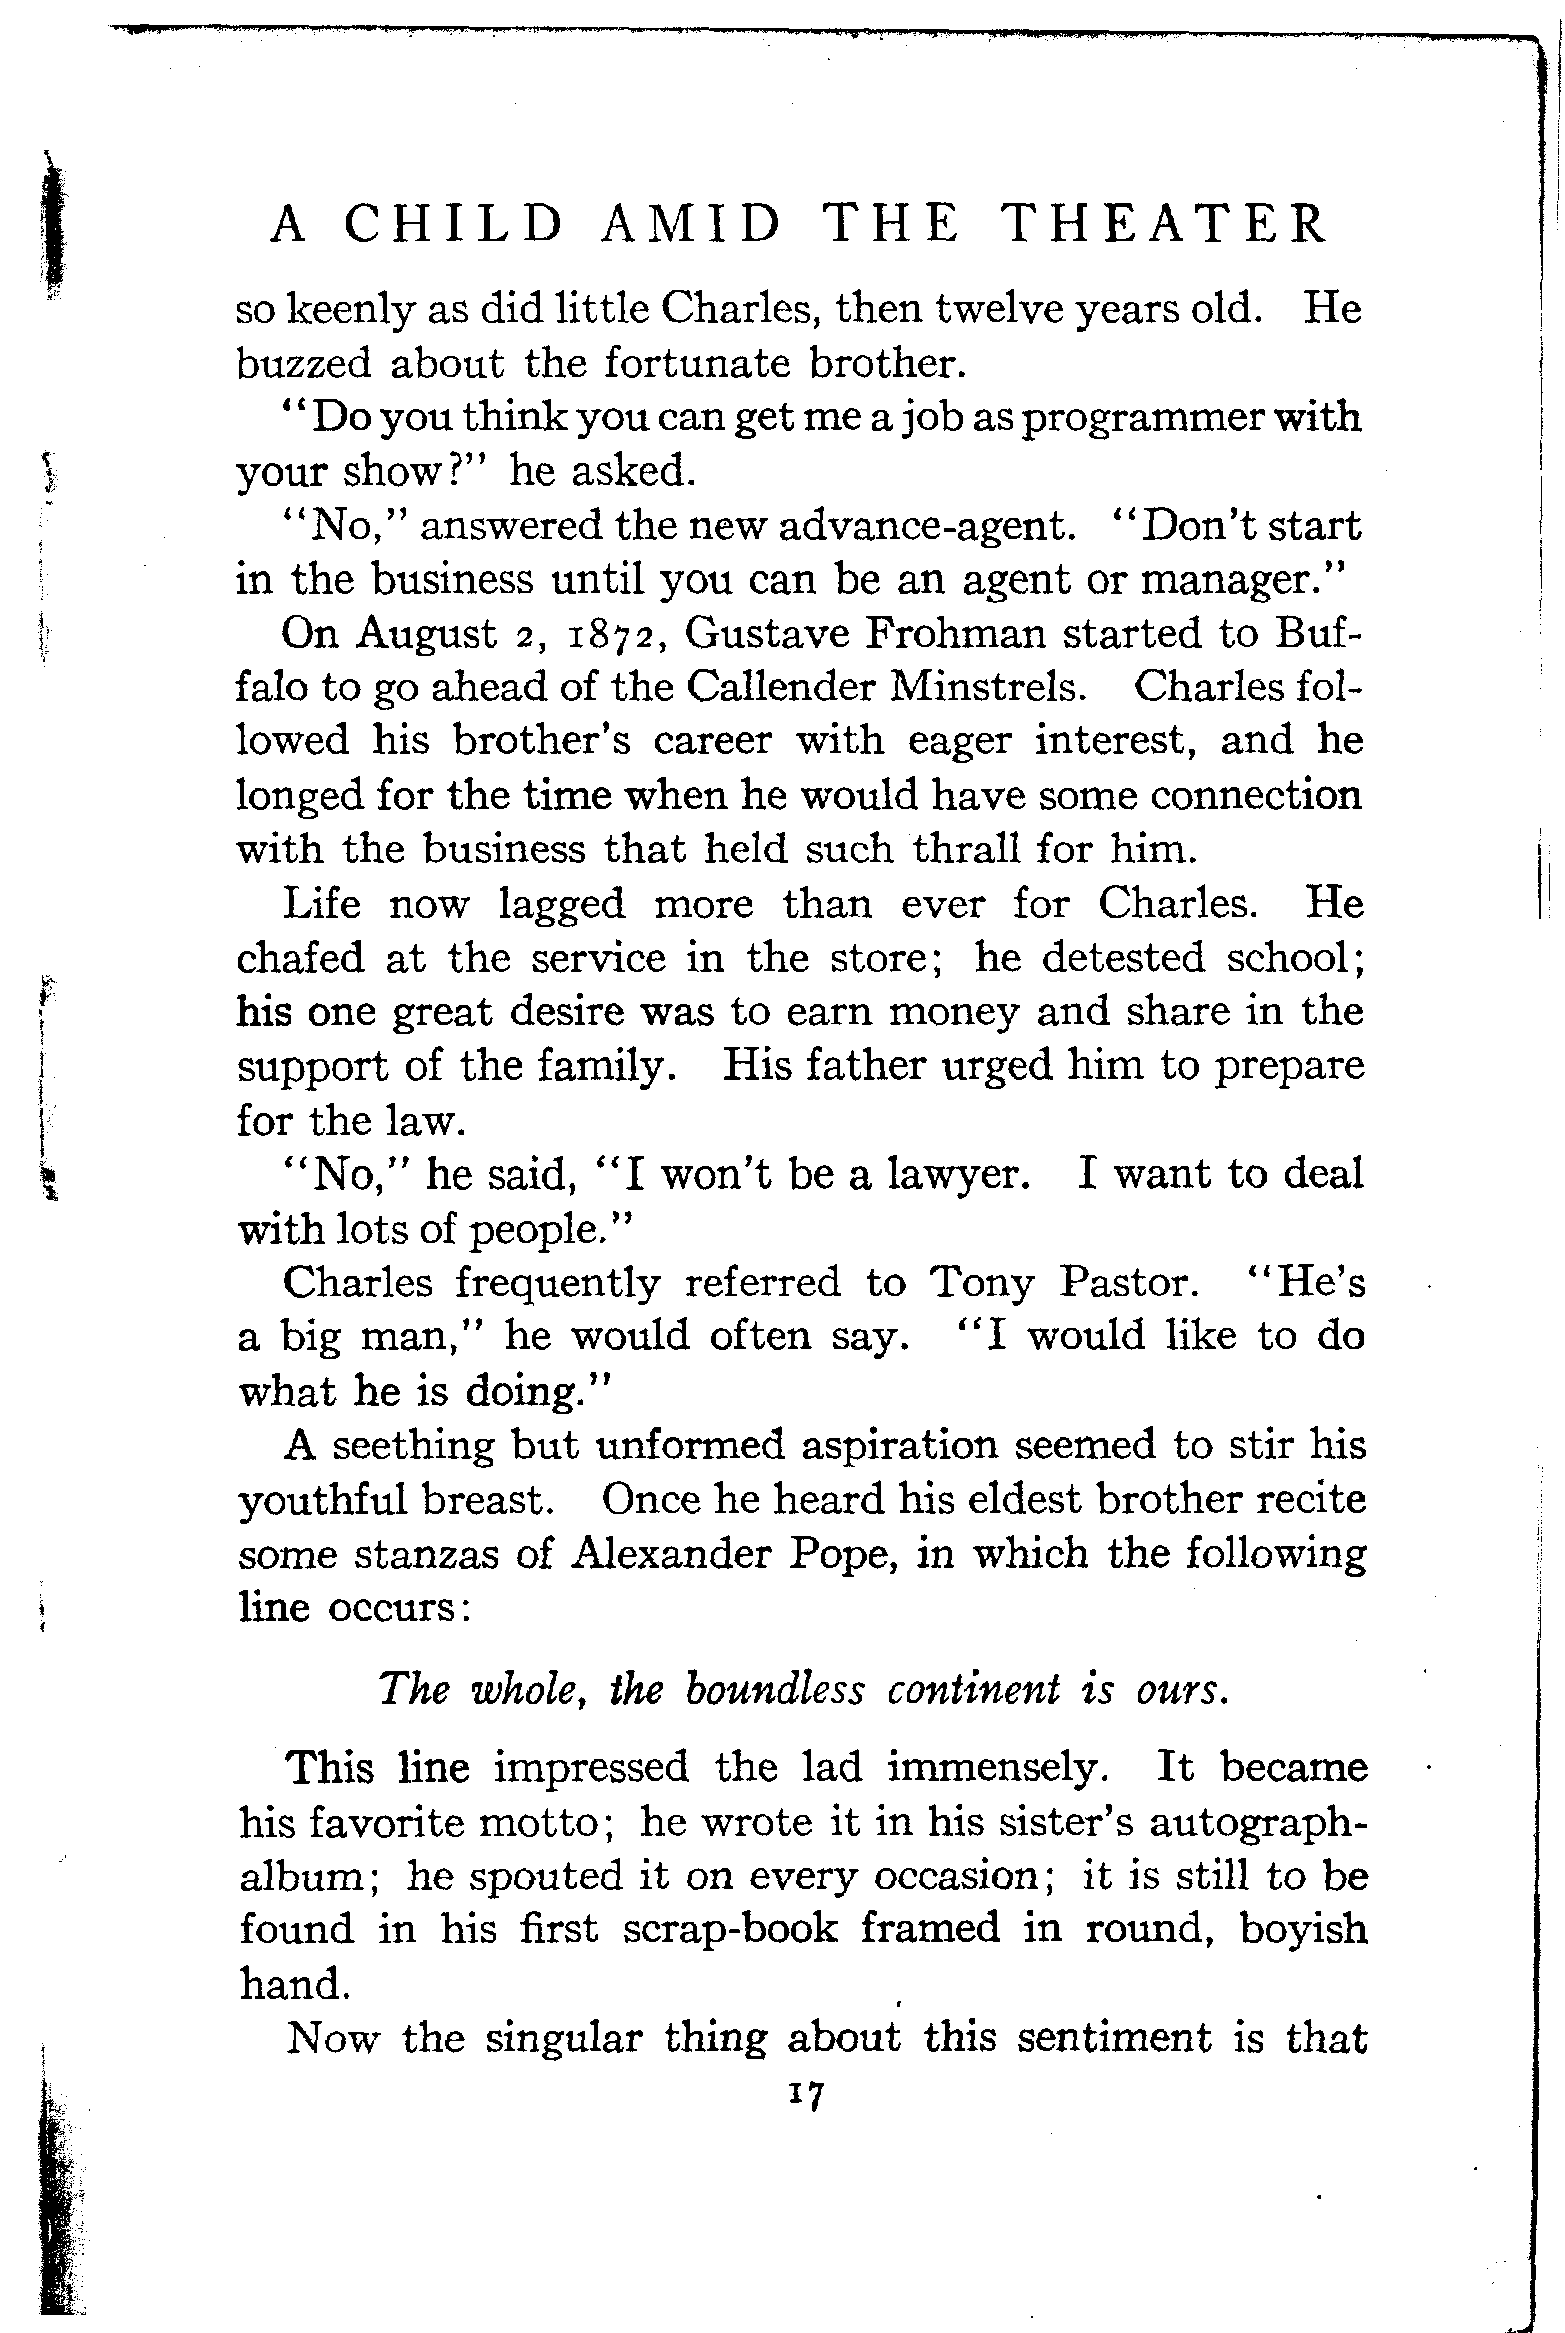 A CHILD AMID THE THEATER
so keenly as did little Charles, then twelve years old. He
buzzed about the fortunate brother.
"Do you think you can get me a job as programmer with
your show?" he asked.
"No," answered the new advance-agent. "Don't start
in the business until you can be an agent or manager."
On August 2, 1872, Gustave Frohman started to Buf-
falo to go ahead of the Callender Minstrels. Charles fol-
lowed his brother's career with eager interest, and he
longed for the time when he would have some connection
with the business that held such thrall for him.
Life now lagged more than ever for Charles. He
chafed at the service in the store; he detested school;
his one great desire was to earn money and share in the
support of the family. His father urged him to prepare
for the law.
"No," he said, "I won't be a lawyer. I want to deal
with lots of people."
Charles frequently referred to Tony Pastor. "He's
a big man," he would often say. "I would like to do
what he is doing."
A seething but unformed aspiration seemed to stir his
youthful breast. Once he heard his eldest brother recite
some stanzas of Alexander Pope, in which the following
line occurs:
The whole, the boundless continent is ours.
This line impressed the lad immensely. It became
his favorite motto; he wrote it in his sister's autograph-
album; he spouted it on every occasion; it is still to be
found in his first scrap-book framed in round, boyish
hand.
Now the singular thing about this sentiment is that
17